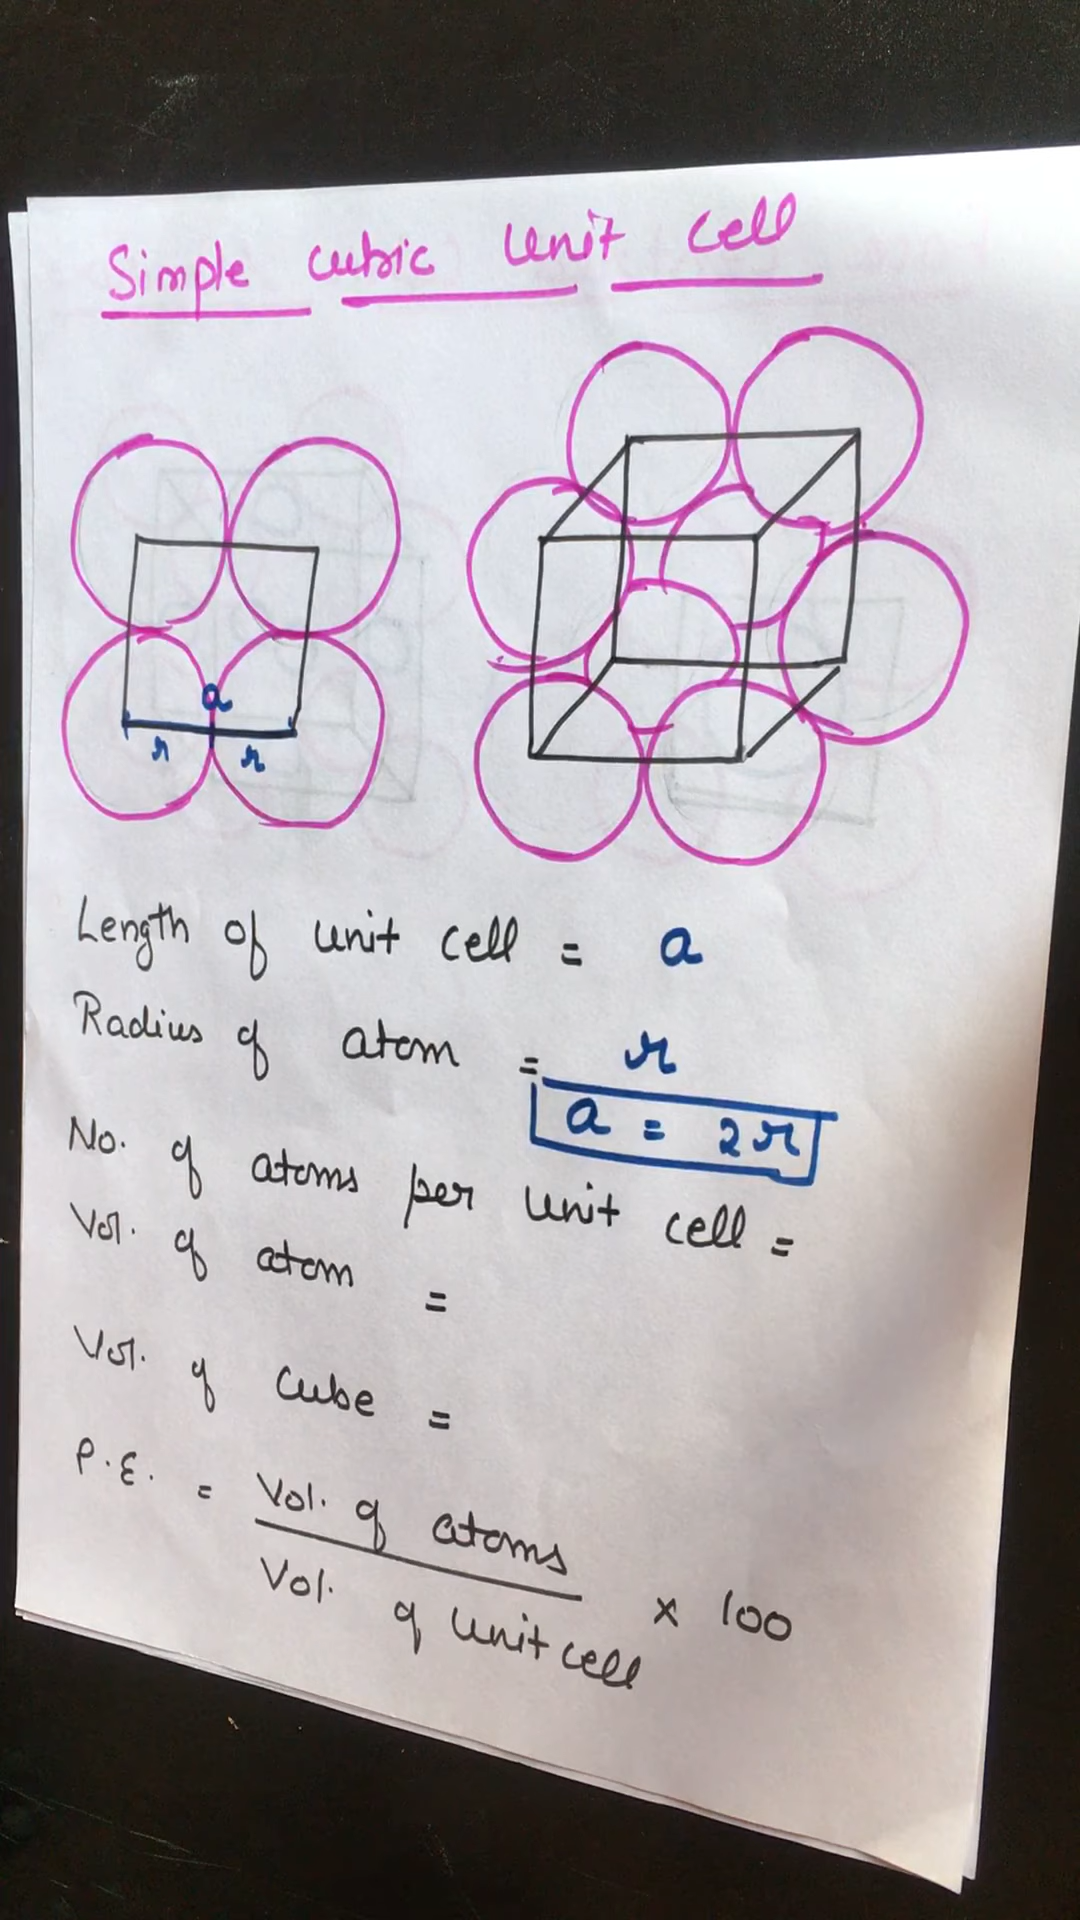 Simple cubic unit cell
a
r r
Length of unit cell = a
Radius of atom = r
a = 2r
No. of atoms per unit cell =
Vol. of atom =
Vol. of cube =
P.E. = Vol. of atoms
Vol. of unit cell
× 100